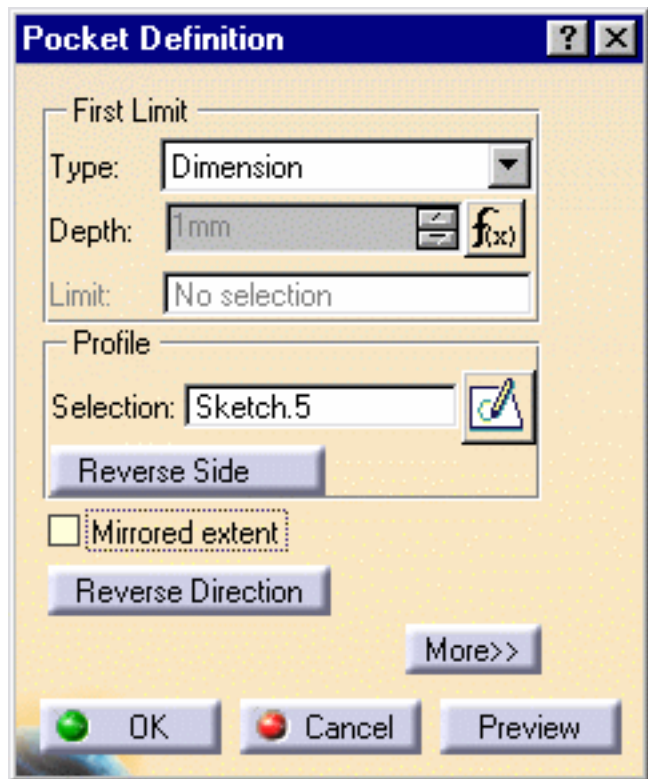 Pocket Definition ? ×
First Limit
Type: Dimension
Depth: 1mm f(x)
Limit: No selection
Profile
Selection: Sketch.5
Reverse Side
Mirrored extent
Reverse Direction
More>>
OK Cancel Preview